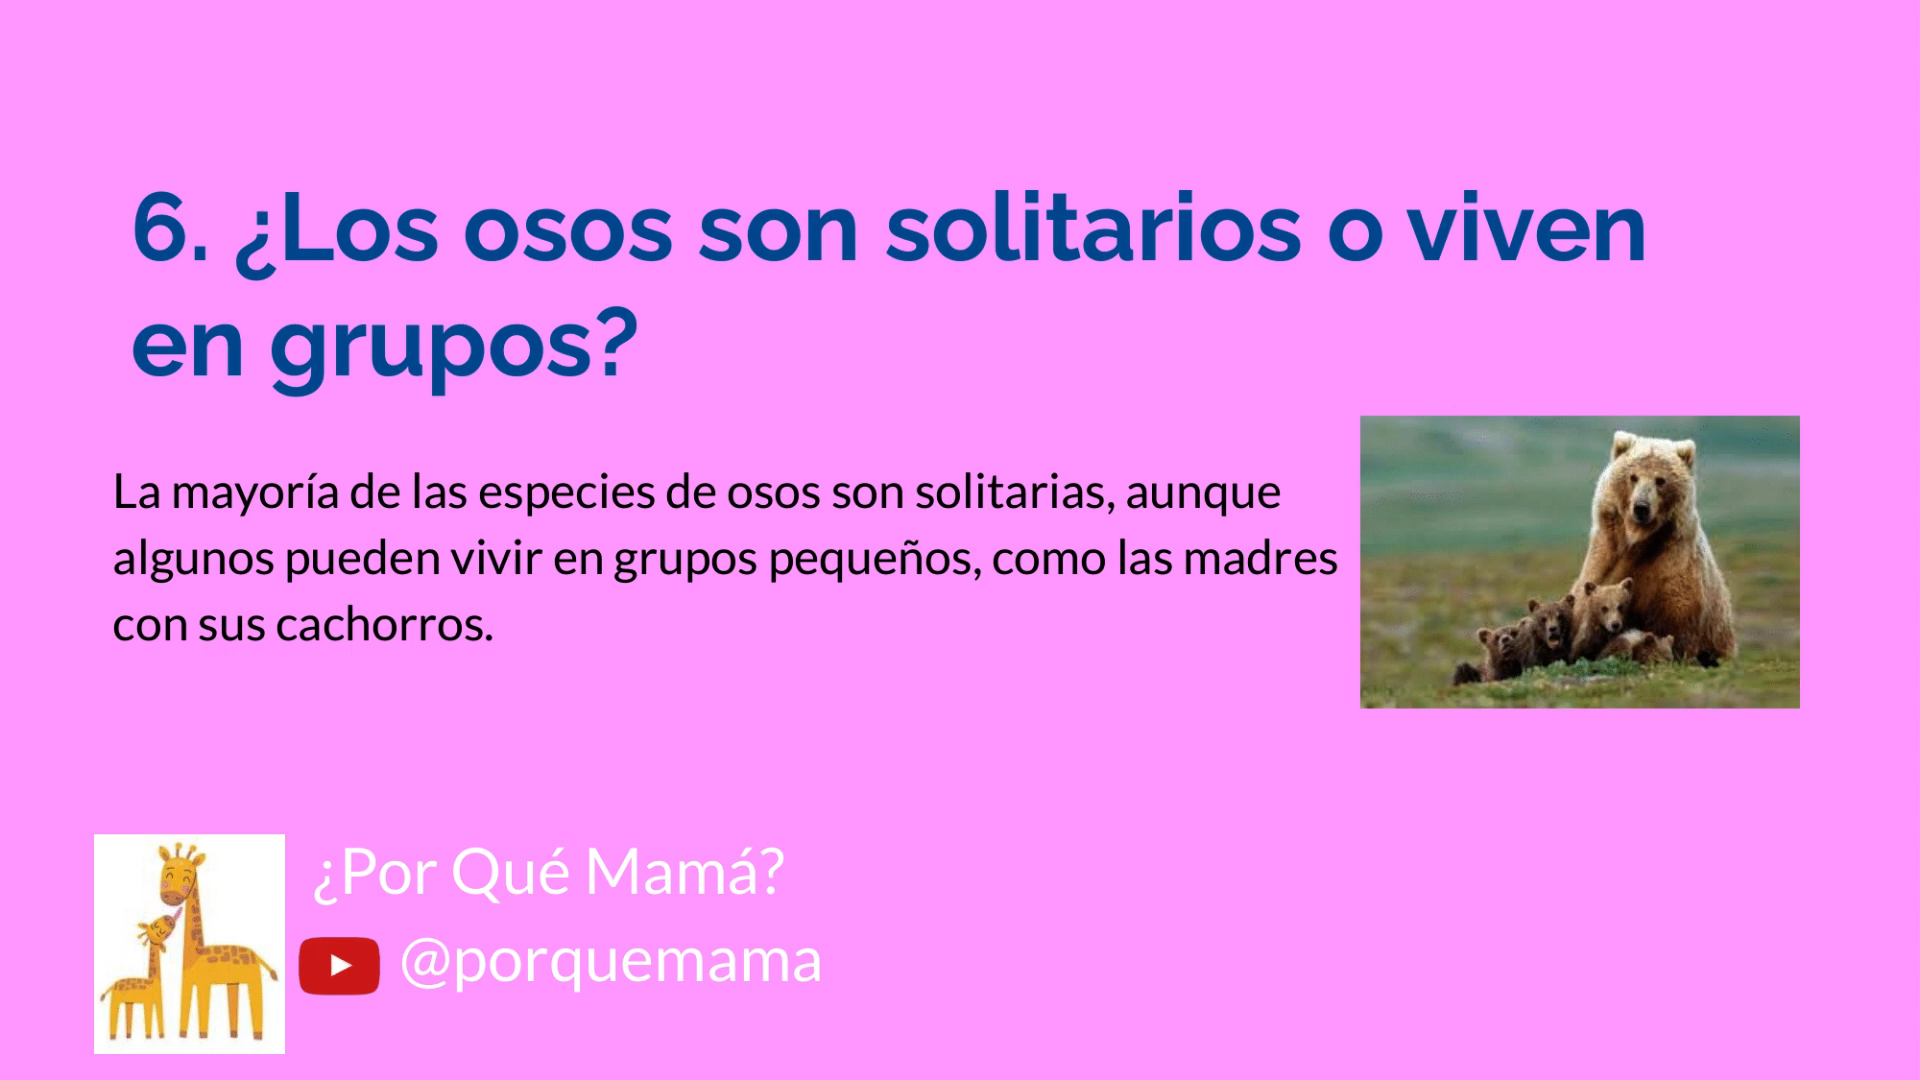 6. ¿Los osos son solitarios o viven
en grupos?
La mayoría de las especies de osos son solitarias, aunque
algunos pueden vivir en grupos pequeños, como las madres
con sus cachorros.
¿Por Qué Mamá?
@porquemama